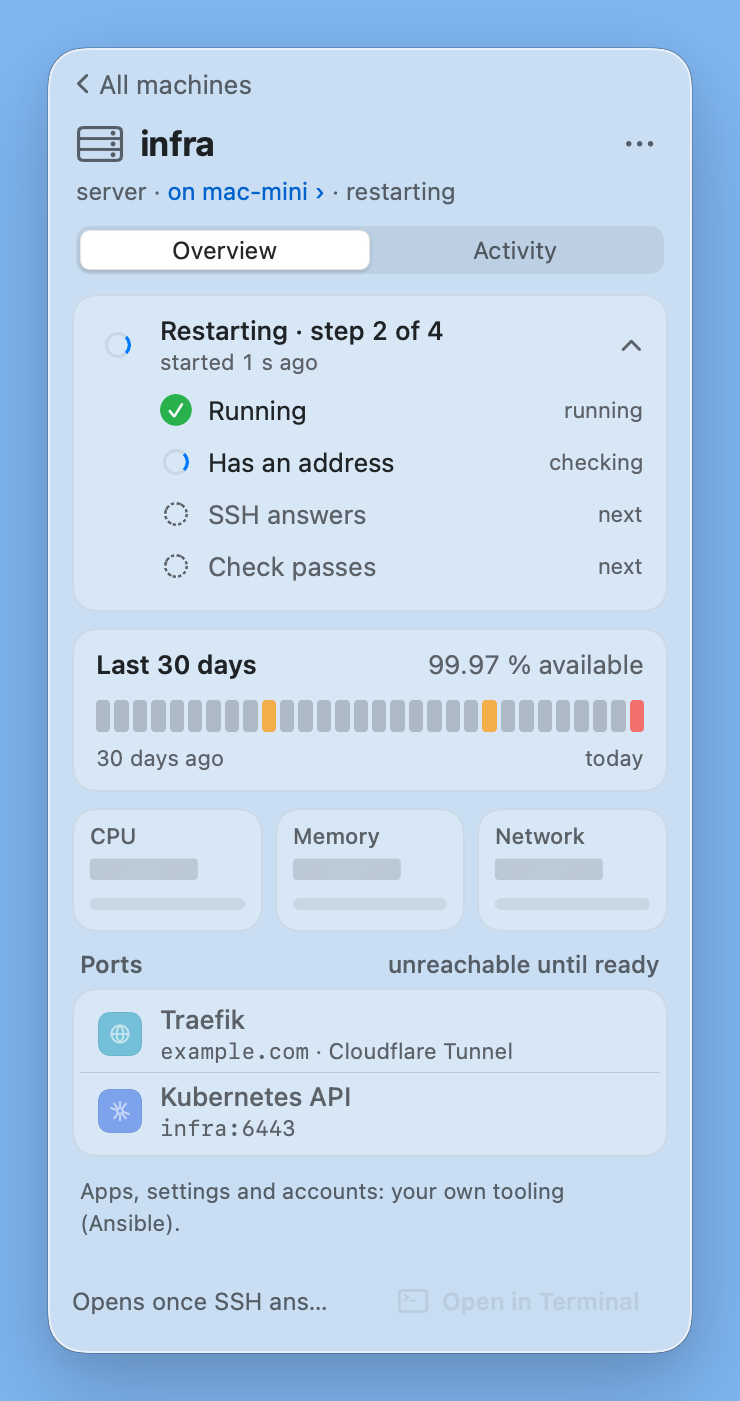 All machines
infra
server · on mac-mini › · restarting
Overview
Activity
Restarting · step 2 of 4
started 1 s ago
Running
running
Has an address
checking
SSH answers
next
Check passes
next
Last 30 days
99.97 % available
30 days ago
today
CPU
Memory
Network
Ports
unreachable until ready
Traefik
example.com · Cloudflare Tunnel
Kubernetes API
infra:6443
Apps, settings and accounts: your own tooling
(Ansible).
Opens once SSH ans...
Open in Terminal